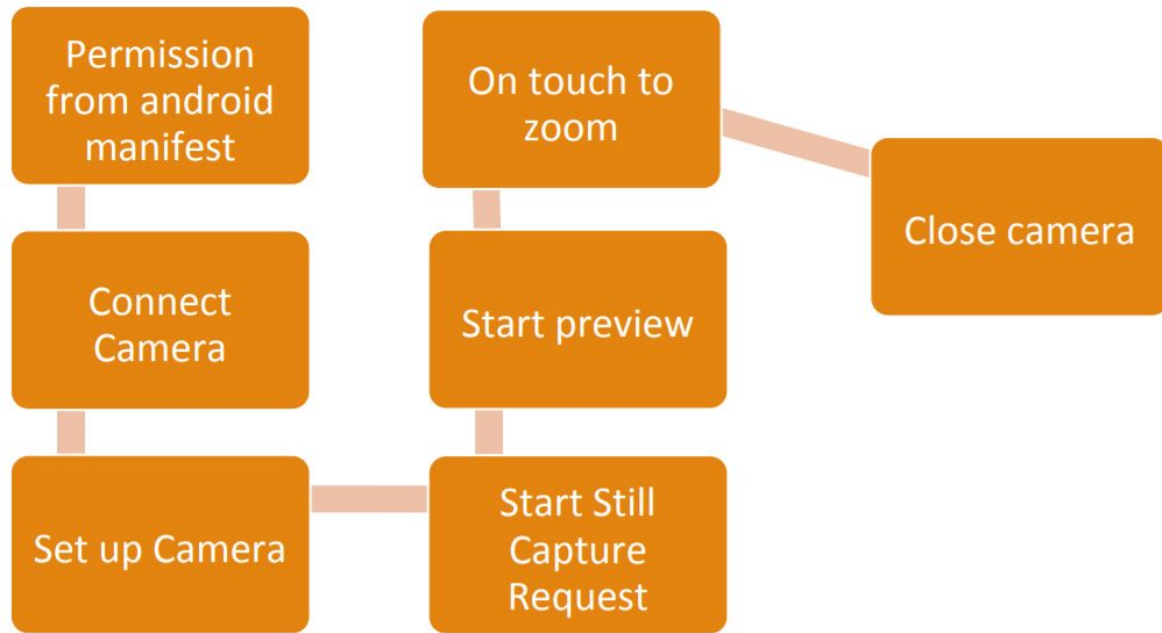 Permission
from android
manifest
Connect
Camera
Set up Camera
Start Still
Capture
Request
Start preview
On touch to
zoom
Close camera